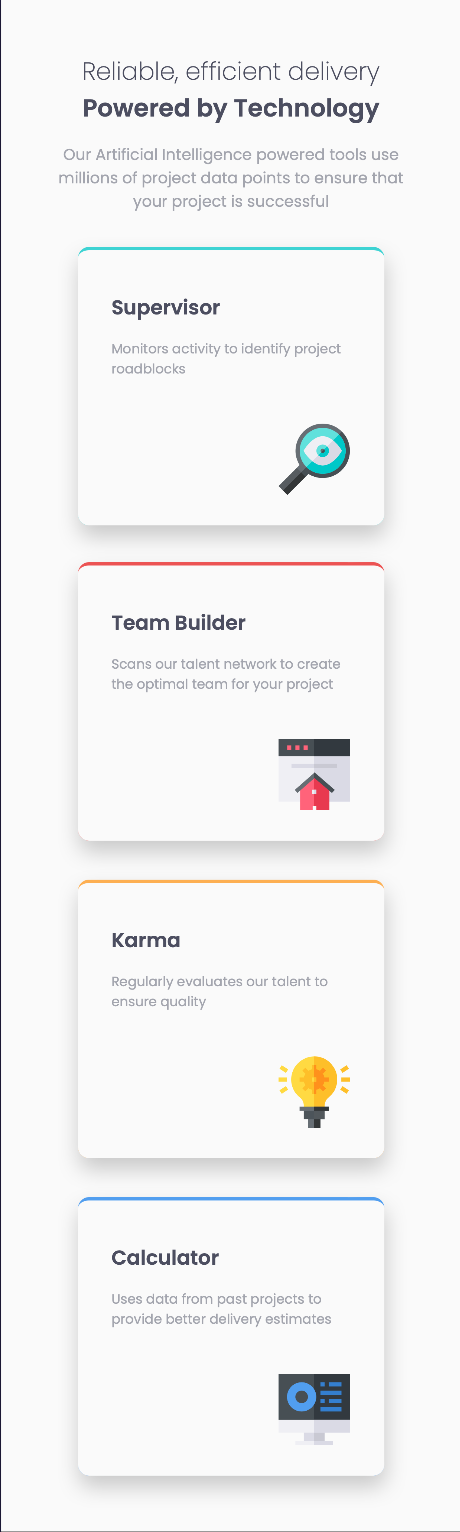 Reliable, efficient delivery
Powered by Technology
Our Artificial Intelligence powered tools use
millions of project data points to ensure that
your project is successful
Supervisor
Monitors activity to identify project
roadblocks
Team Builder
Scans our talent network to create
the optimal team for your project
Karma
Regularly evaluates our talent to
ensure quality
Calculator
Uses data from past projects to
provide better delivery estimates